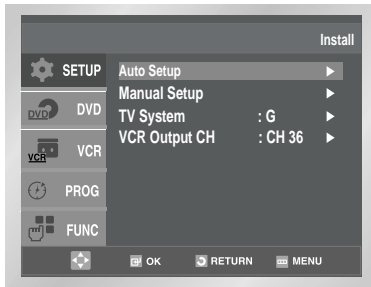 Install
SETUP
DVD
DVD
VCR
VCR
PROG
FUNC
Auto Setup
Manual Setup
TV System : G
VCR Output CH : CH 36
OK RETURN MENU